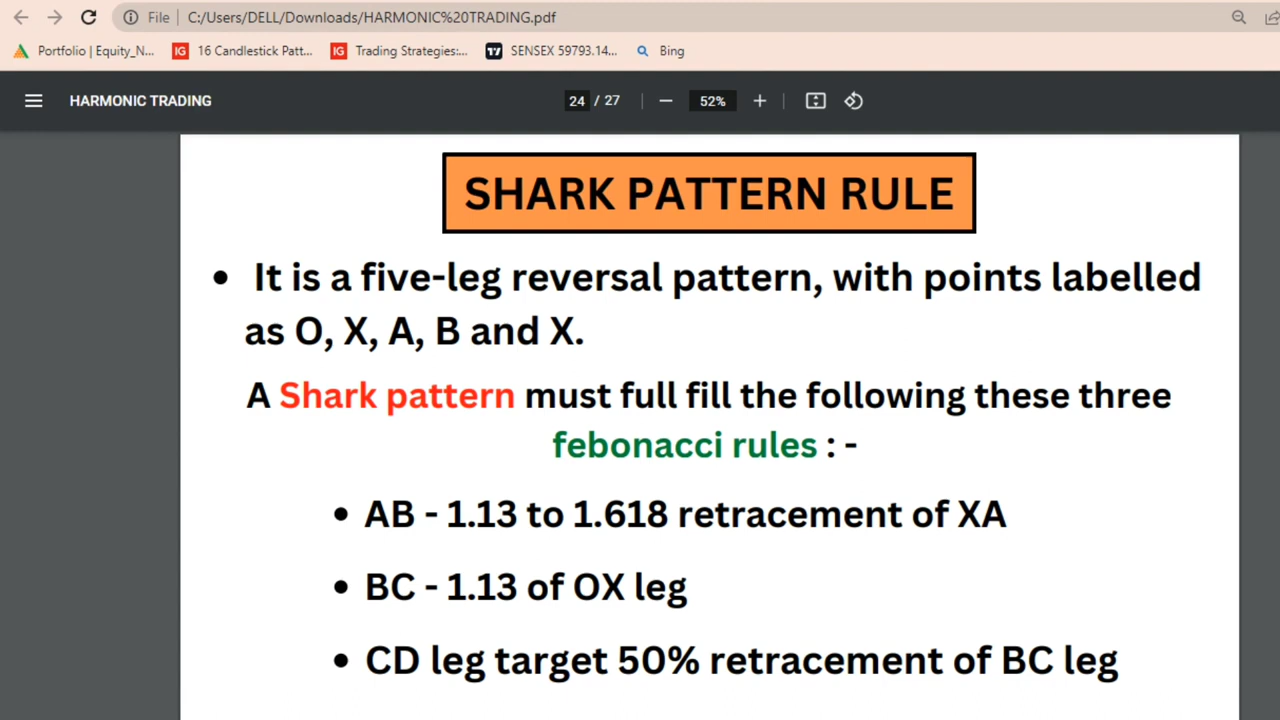 File | C:/Users/DELL/Downloads/HARMONIC%20TRADING.pdf
Portfolio | Equity_N... 16 Candlestick Patt... Trading Strategies:... SENSEX 59793.14... Bing
HARMONIC TRADING 24 / 27 52%
SHARK PATTERN RULE
• It is a five-leg reversal pattern, with points labelled
as O, X, A, B and X.
A Shark pattern must full fill the following these three
febonacci rules : -
• AB - 1.13 to 1.618 retracement of XA
• BC - 1.13 of OX leg
• CD leg target 50% retracement of BC leg